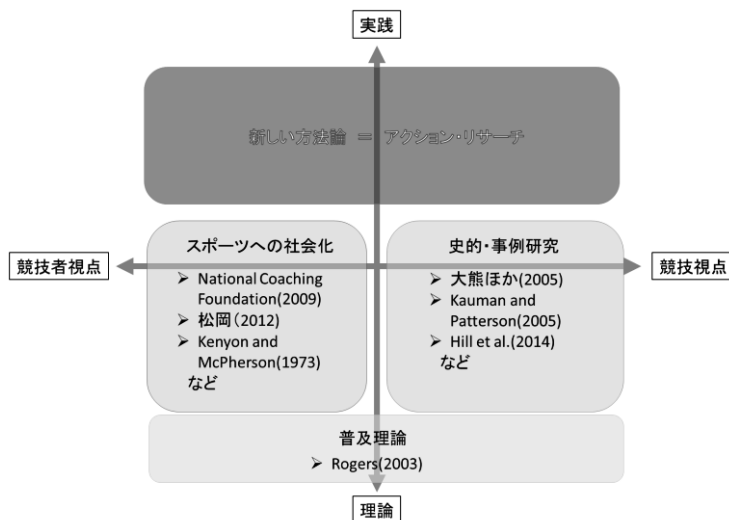 実践
新しい方法論 ＝ アクション・リサーチ
競技者視点
スポーツへの社会化
➢ National Coaching
Foundation(2009)
➢ 松岡（2012）
➢ Kenyon and
McPherson(1973)
など
史的・事例研究
➢ 大熊ほか(2005)
➢ Kauman and
Patterson(2005)
➢ Hill et al.(2014)
など
競技視点
普及理論
➢ Rogers(2003)
理論